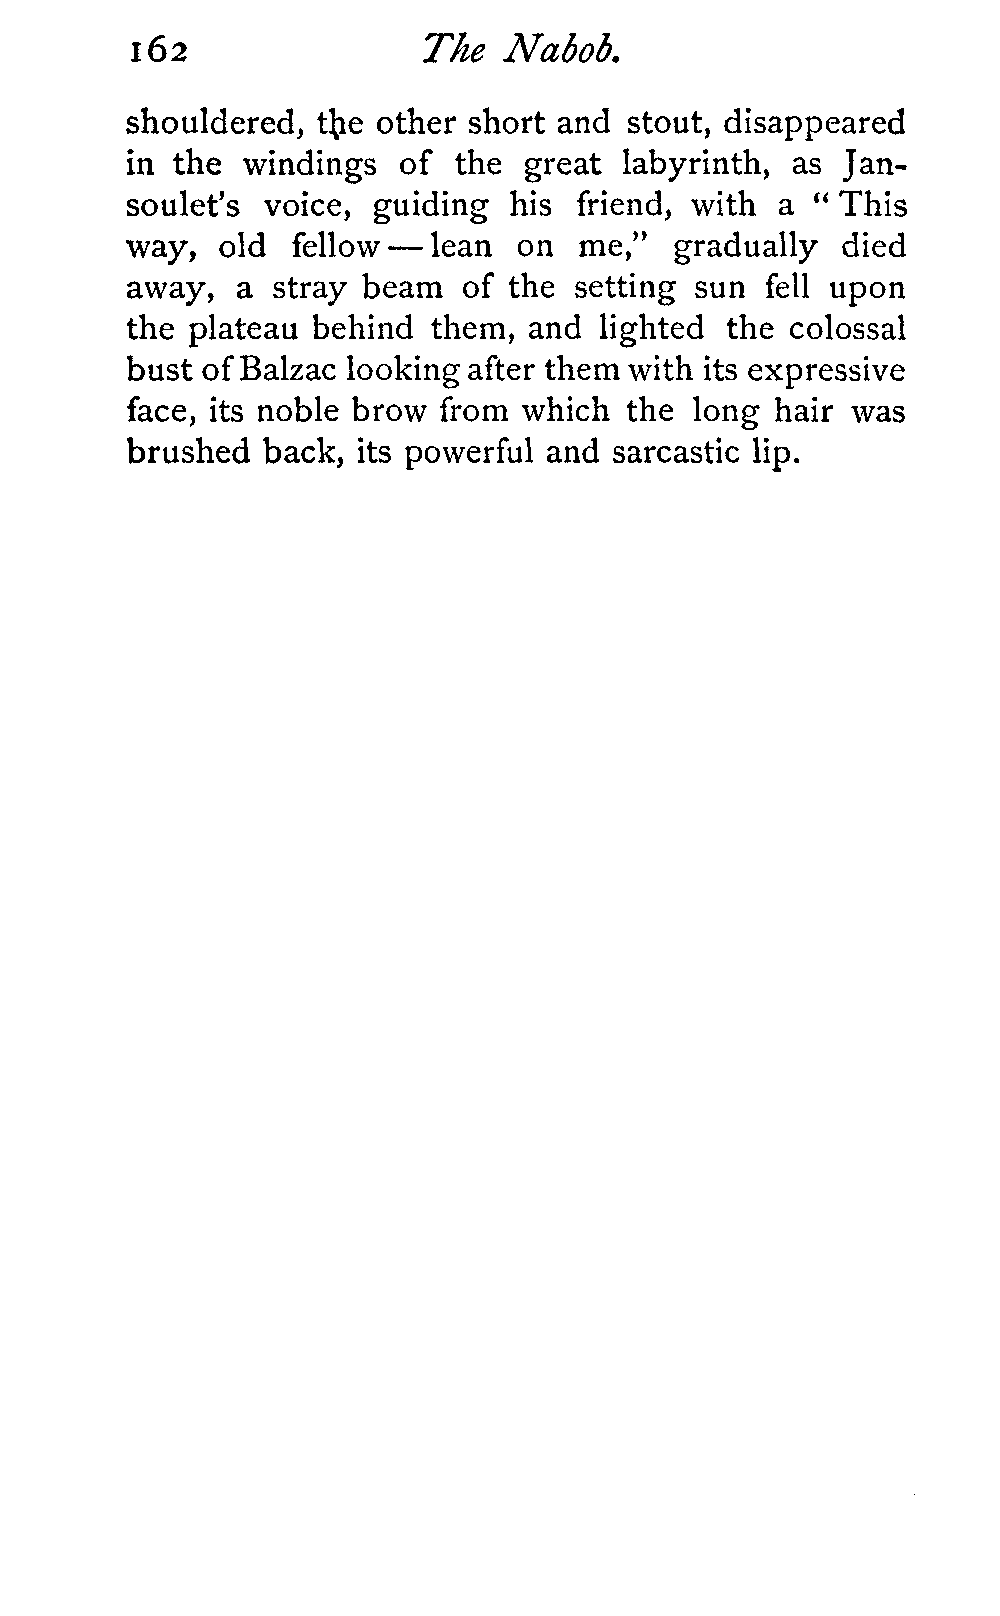 162 The Nabob.
shouldered, the other short and stout, disappeared
in the windings of the great labyrinth, as Jan-
soulet's voice, guiding his friend, with a “ This
way, old fellow — lean on me,” gradually died
away, a stray beam of the setting sun fell upon
the plateau behind them, and lighted the colossal
bust of Balzac looking after them with its expressive
face, its noble brow from which the long hair was
brushed back, its powerful and sarcastic lip.